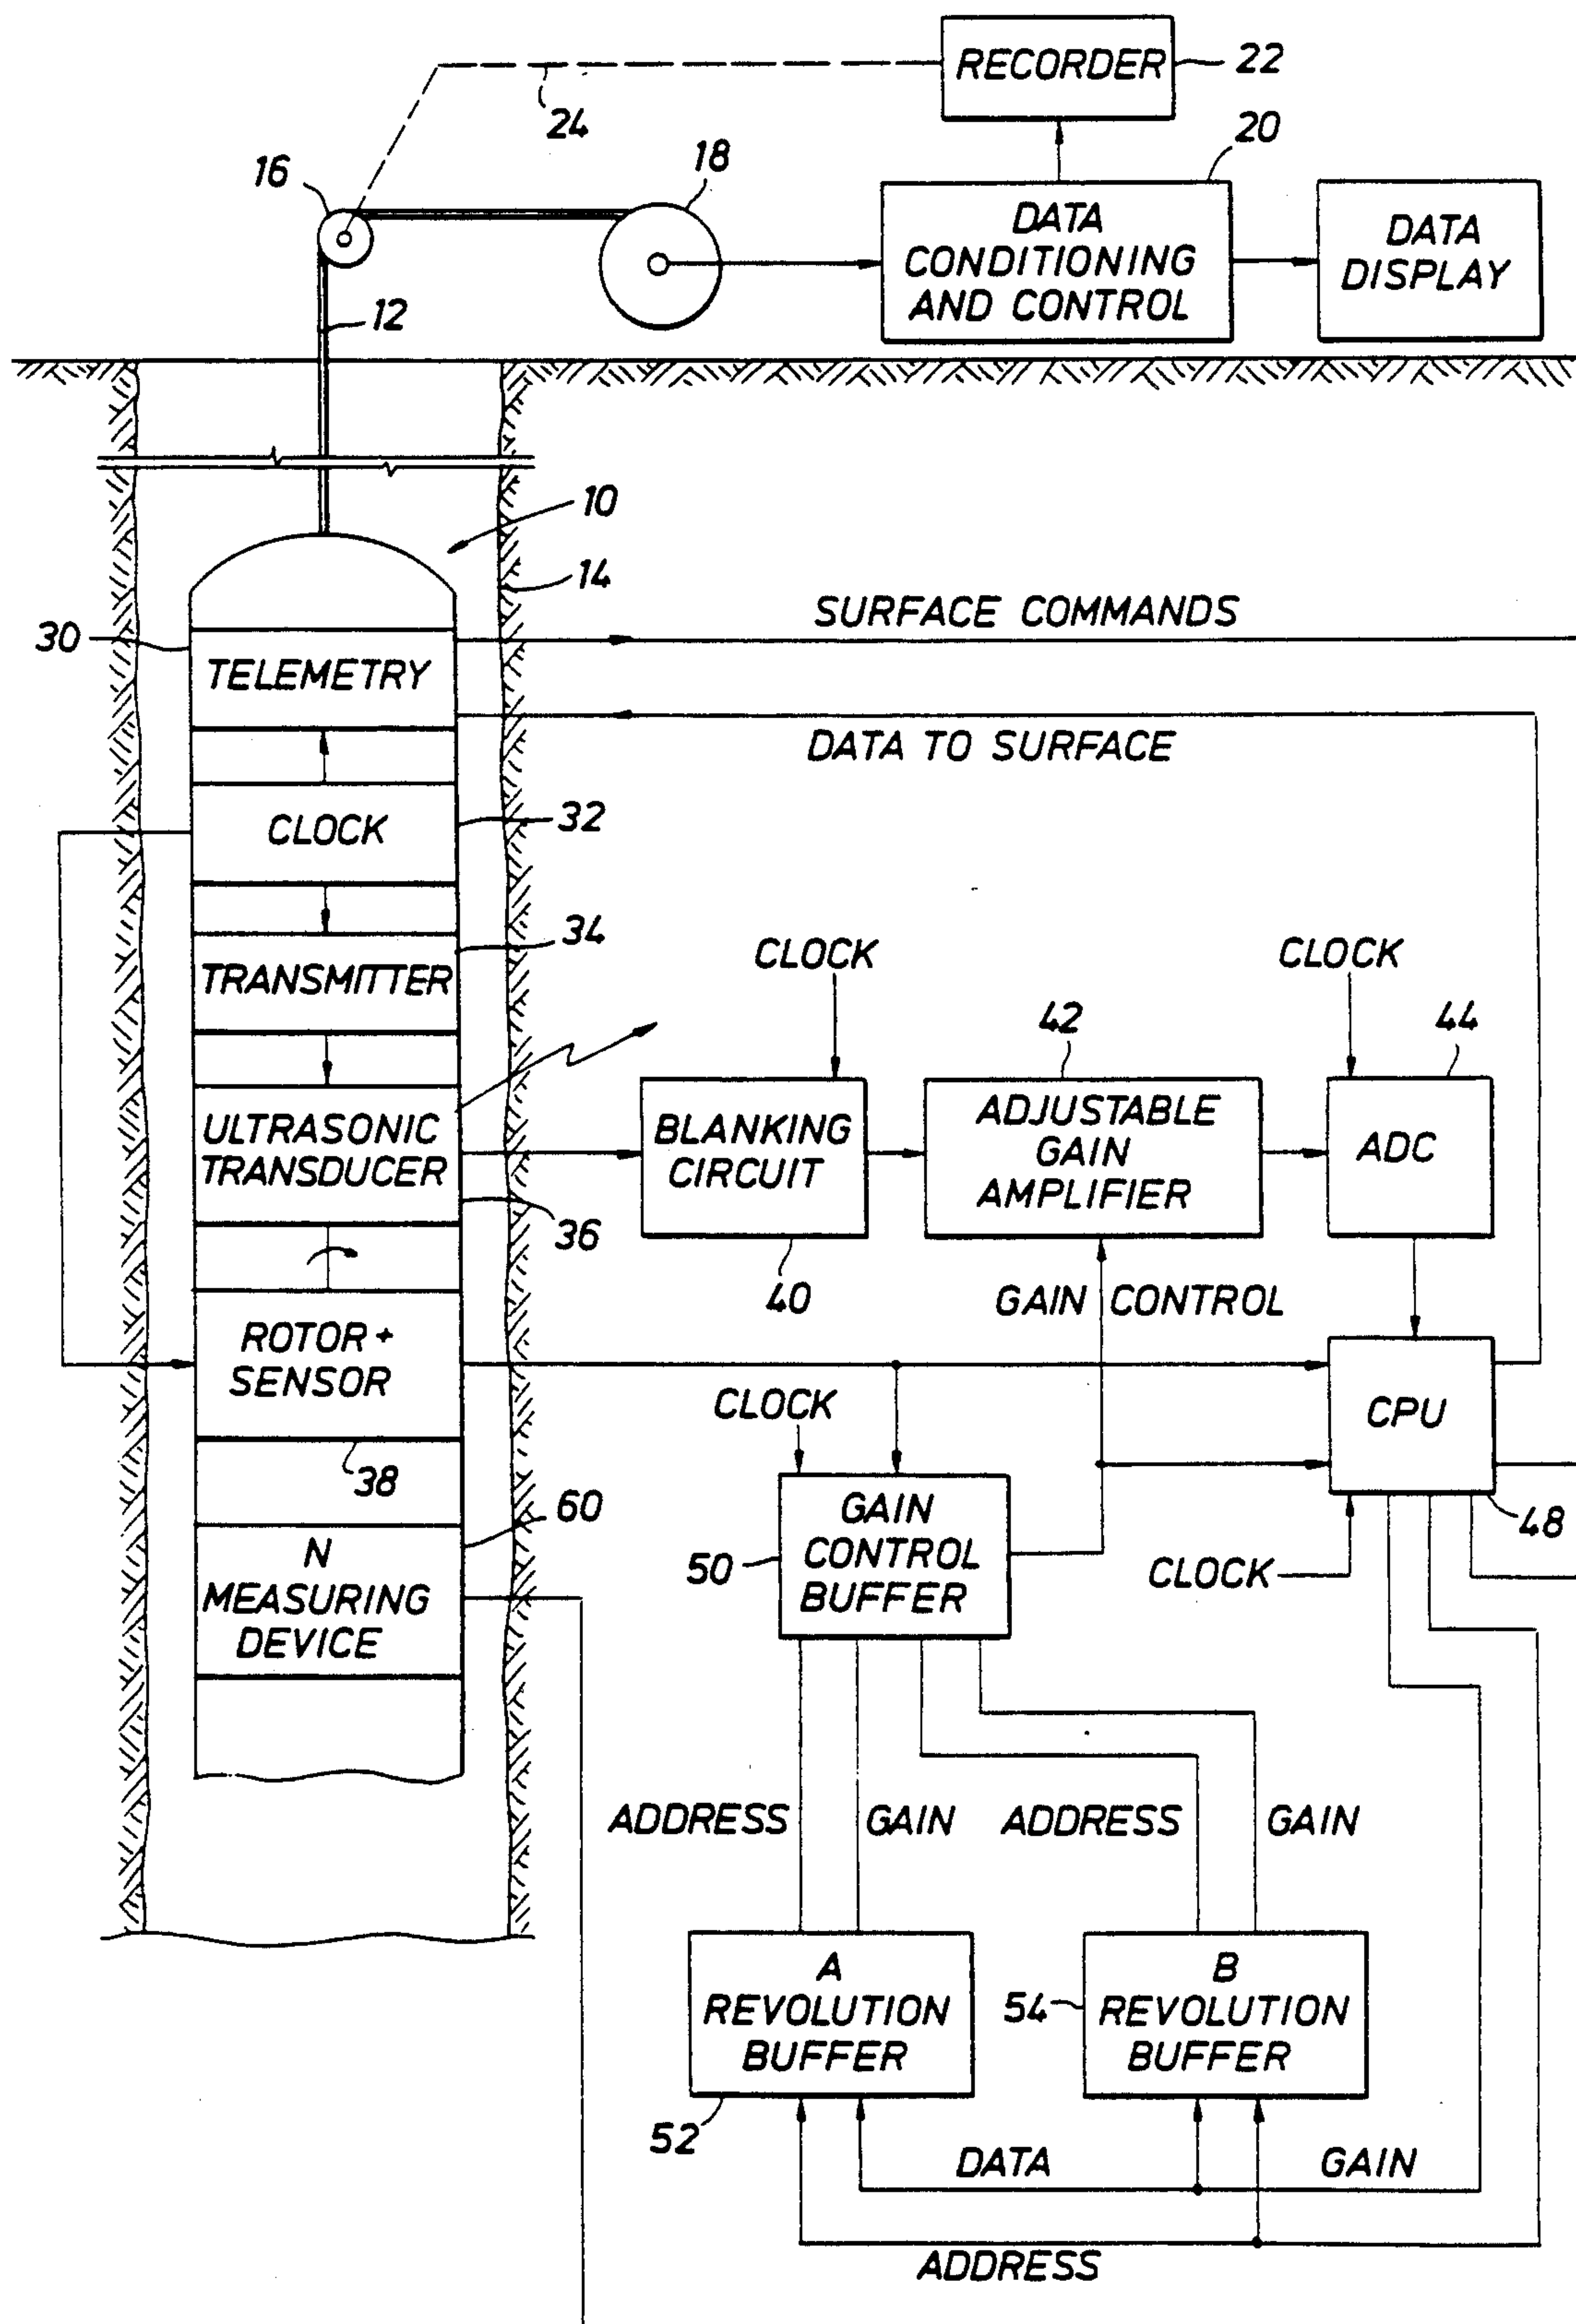 RECORDER
22
24
20
16
18
DATA
CONDITIONING
AND CONTROL
DATA
DISPLAY
12
10
14
SURFACE COMMANDS
30
TELEMETRY
DATA TO SURFACE
CLOCK
32
34
TRANSMITTER
CLOCK
CLOCK
42
44
ULTRASONIC
TRANSDUCER
36
BLANKING
CIRCUIT
40
ADJUSTABLE
GAIN
AMPLIFIER
ADC
GAIN CONTROL
ROTOR +
SENSOR
38
CLOCK
CPU
48
60
N
MEASURING
DEVICE
50
GAIN
CONTROL
BUFFER
CLOCK
ADDRESS
GAIN
ADDRESS
GAIN
A
REVOLUTION
BUFFER
52
54
B
REVOLUTION
BUFFER
DATA
GAIN
ADDRESS